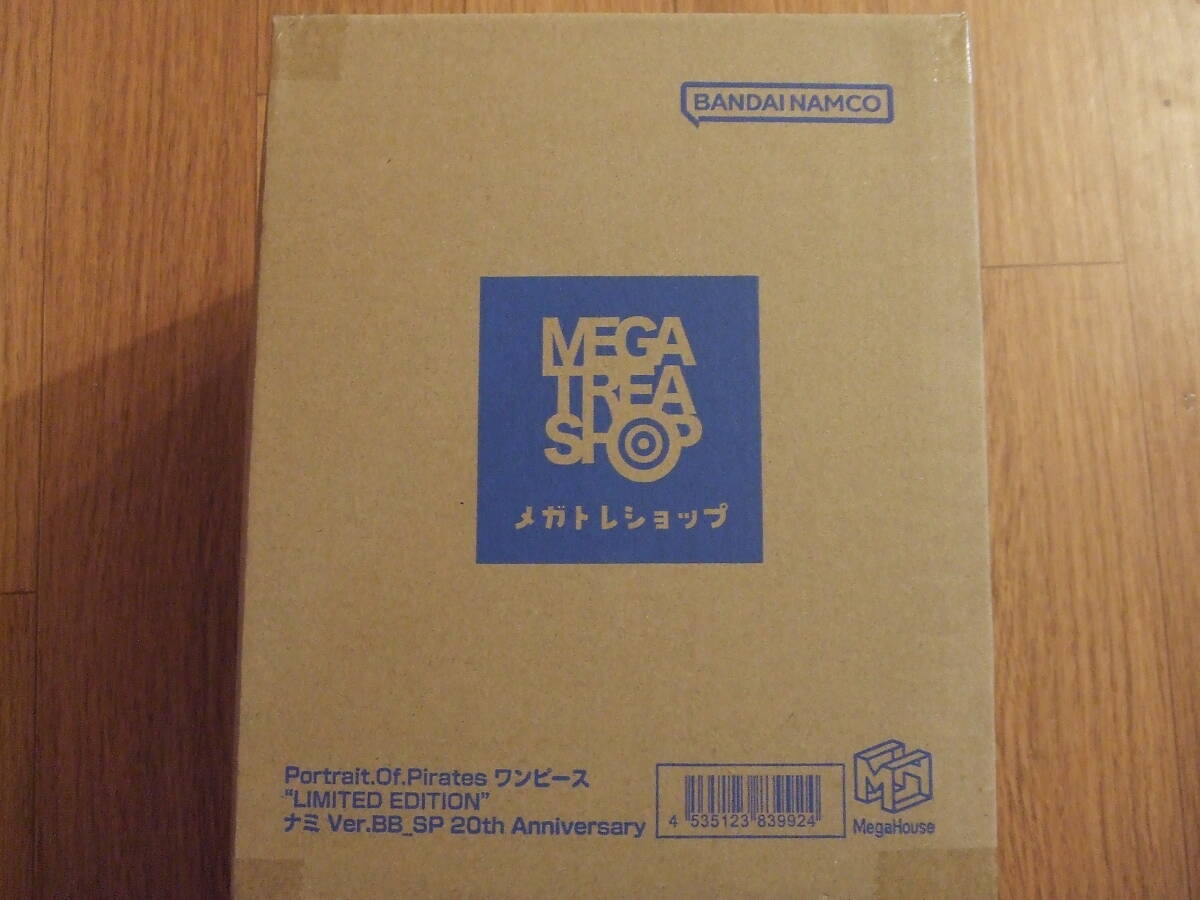 BANDAI NAMCO
MEGA
TREA
SHOP
メガトレショップ
Portrait.Of.Pirates ワンピース
“LIMITED EDITION”
ナミ Ver.BB_SP 20th Anniversary
4 535123 839924
MegaHouse